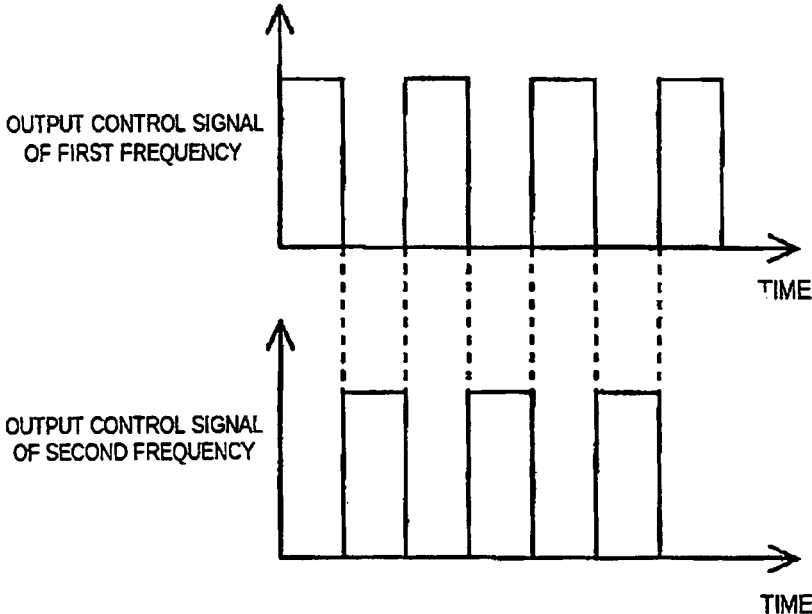 OUTPUT CONTROL SIGNAL
OF FIRST FREQUENCY
TIME
OUTPUT CONTROL SIGNAL
OF SECOND FREQUENCY
TIME